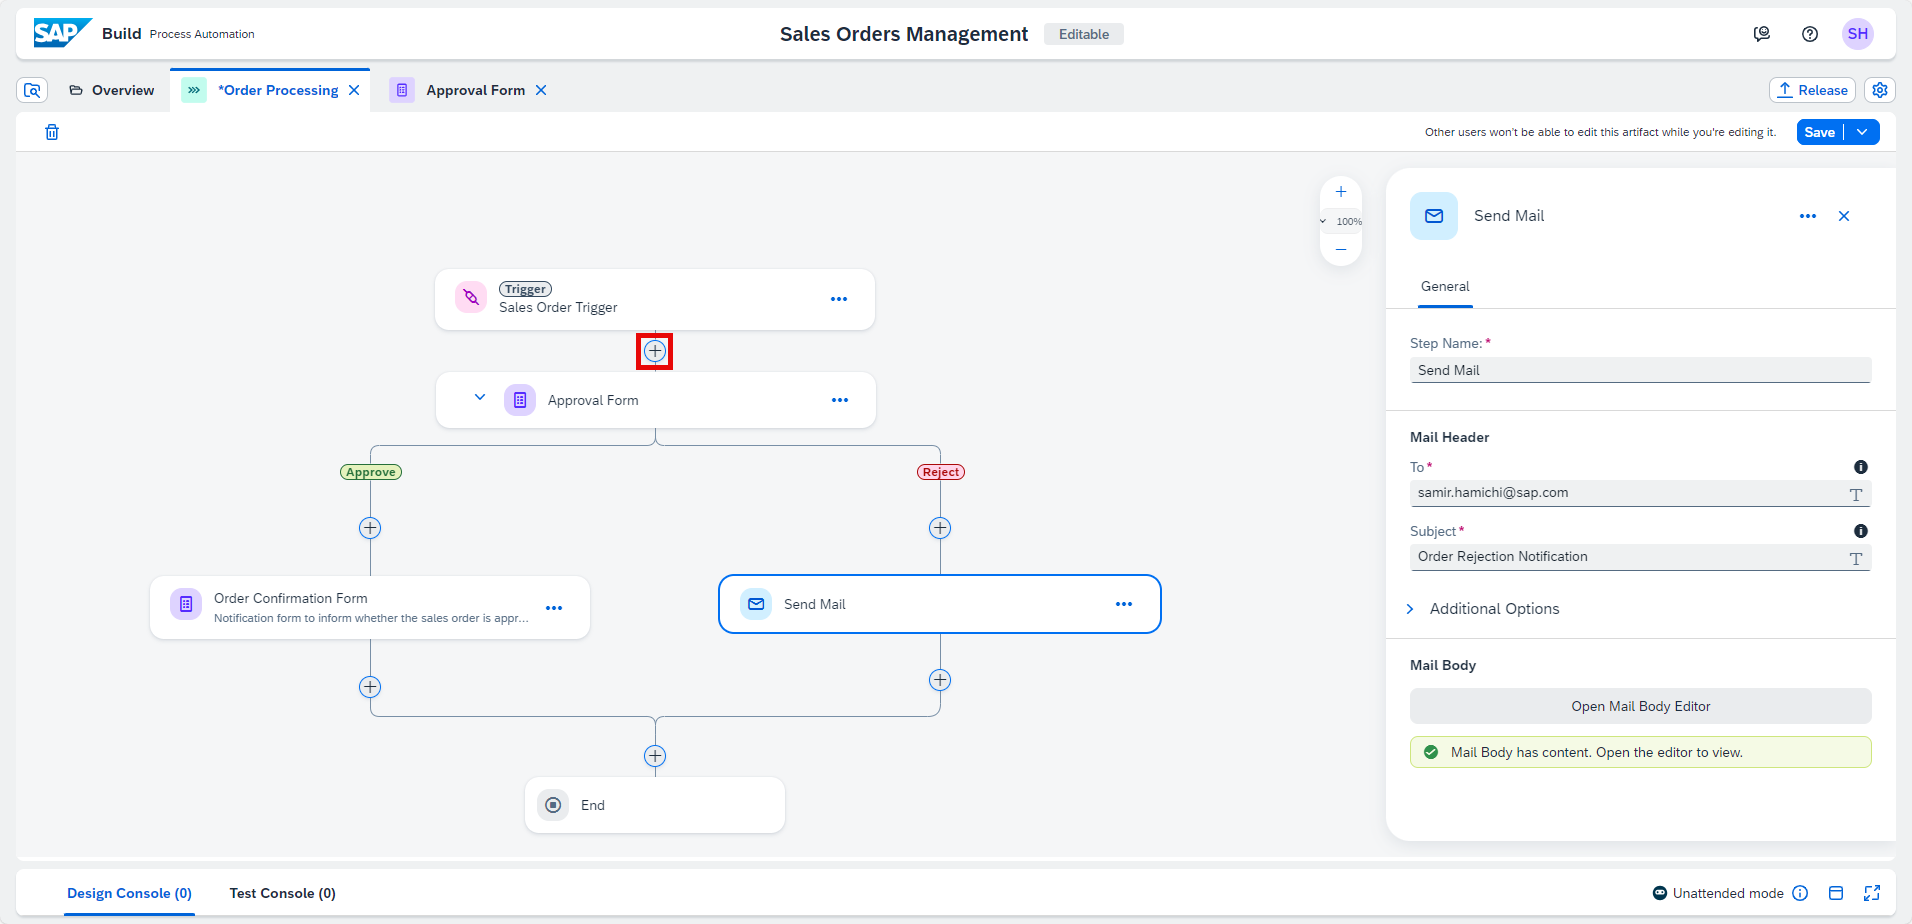 SAP Build Process Automation
Sales Orders Management Editable
SH
Overview
*Order Processing
Approval Form
Release
Other users won't be able to edit this artifact while you're editing it.
Save
100%
Trigger
Sales Order Trigger
Approval Form
Approve
Reject
Order Confirmation Form
Notification form to inform whether the sales order is appr...
Send Mail
End
Send Mail
General
Step Name:*
Send Mail
Mail Header
To*
samir.hamichi@sap.com
Subject*
Order Rejection Notification
Additional Options
Mail Body
Open Mail Body Editor
Mail Body has content. Open the editor to view.
Design Console (0)
Test Console (0)
Unattended mode